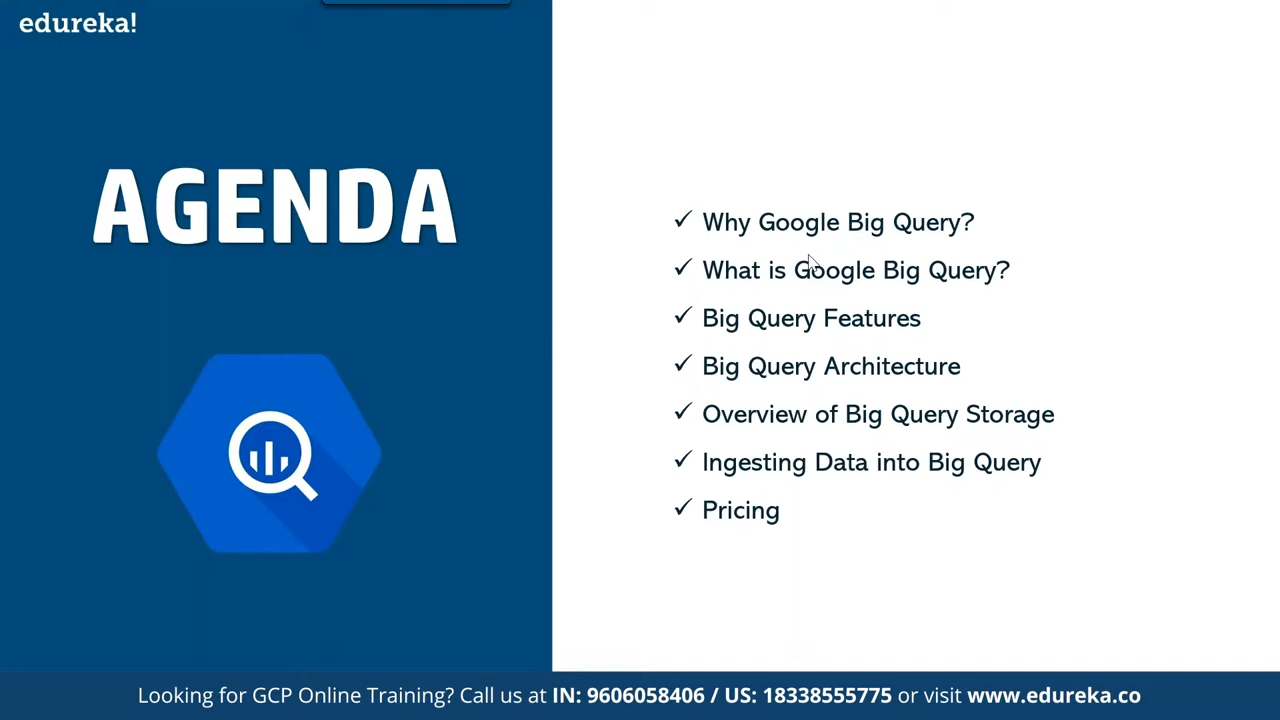 edureka!
AGENDA
✓ Why Google Big Query?
✓ What is Google Big Query?
✓ Big Query Features
✓ Big Query Architecture
✓ Overview of Big Query Storage
✓ Ingesting Data into Big Query
✓ Pricing
Looking for GCP Online Training? Call us at IN: 9606058406 / US: 18338555775 or visit www.edureka.co